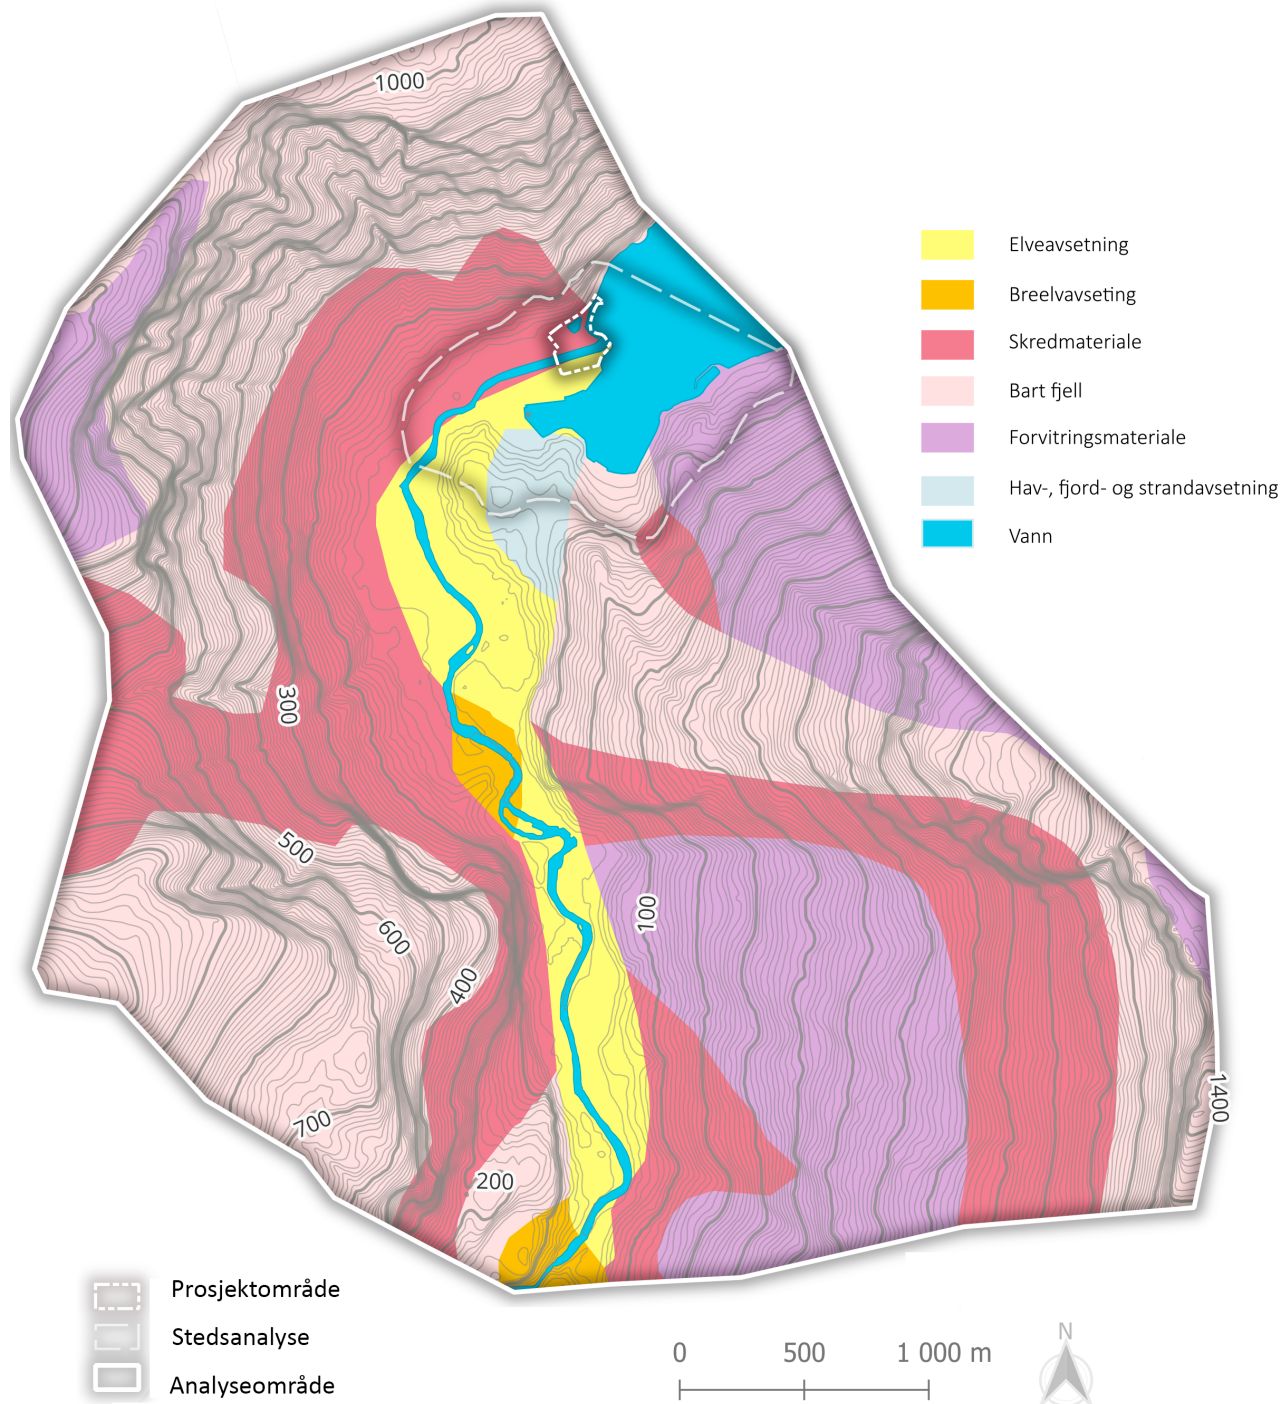 1000
Elveavsetning
Breelvavseting
Skredmateriale
Bart fjell
Forvitringsmateriale
Hav-, fjord- og strandavsetning
Vann
300
500
600
100
400
700
1400
200
Prosjektområde
Stedsanalyse
Analyseområde
0 500 1 000 m
N